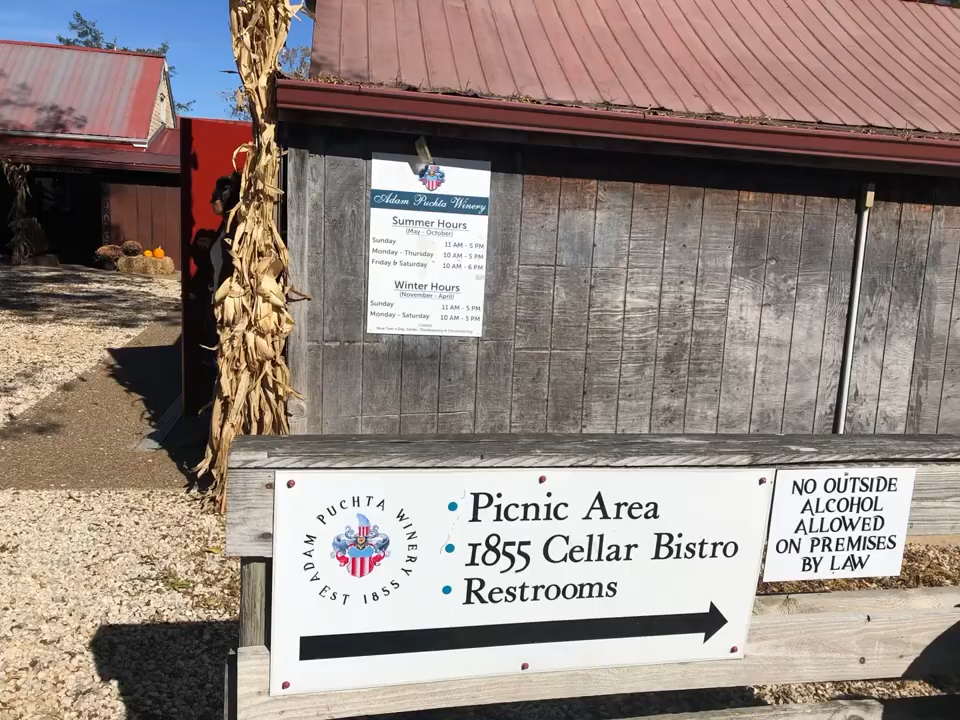 Adam Puchta Winery
Summer Hours
(May - October)
Sunday 11 AM - 5 PM
Monday - Thursday 10 AM - 5 PM
Friday & Saturday 10 AM - 6 PM
Winter Hours
(November - April)
Sunday 11 AM - 5 PM
Monday - Saturday 10 AM - 5 PM
ADAM PUCHTA WINERY
EST 1855
• Picnic Area
• 1855 Cellar Bistro
• Restrooms
NO OUTSIDE
ALCOHOL
ALLOWED
ON PREMISES
BY LAW